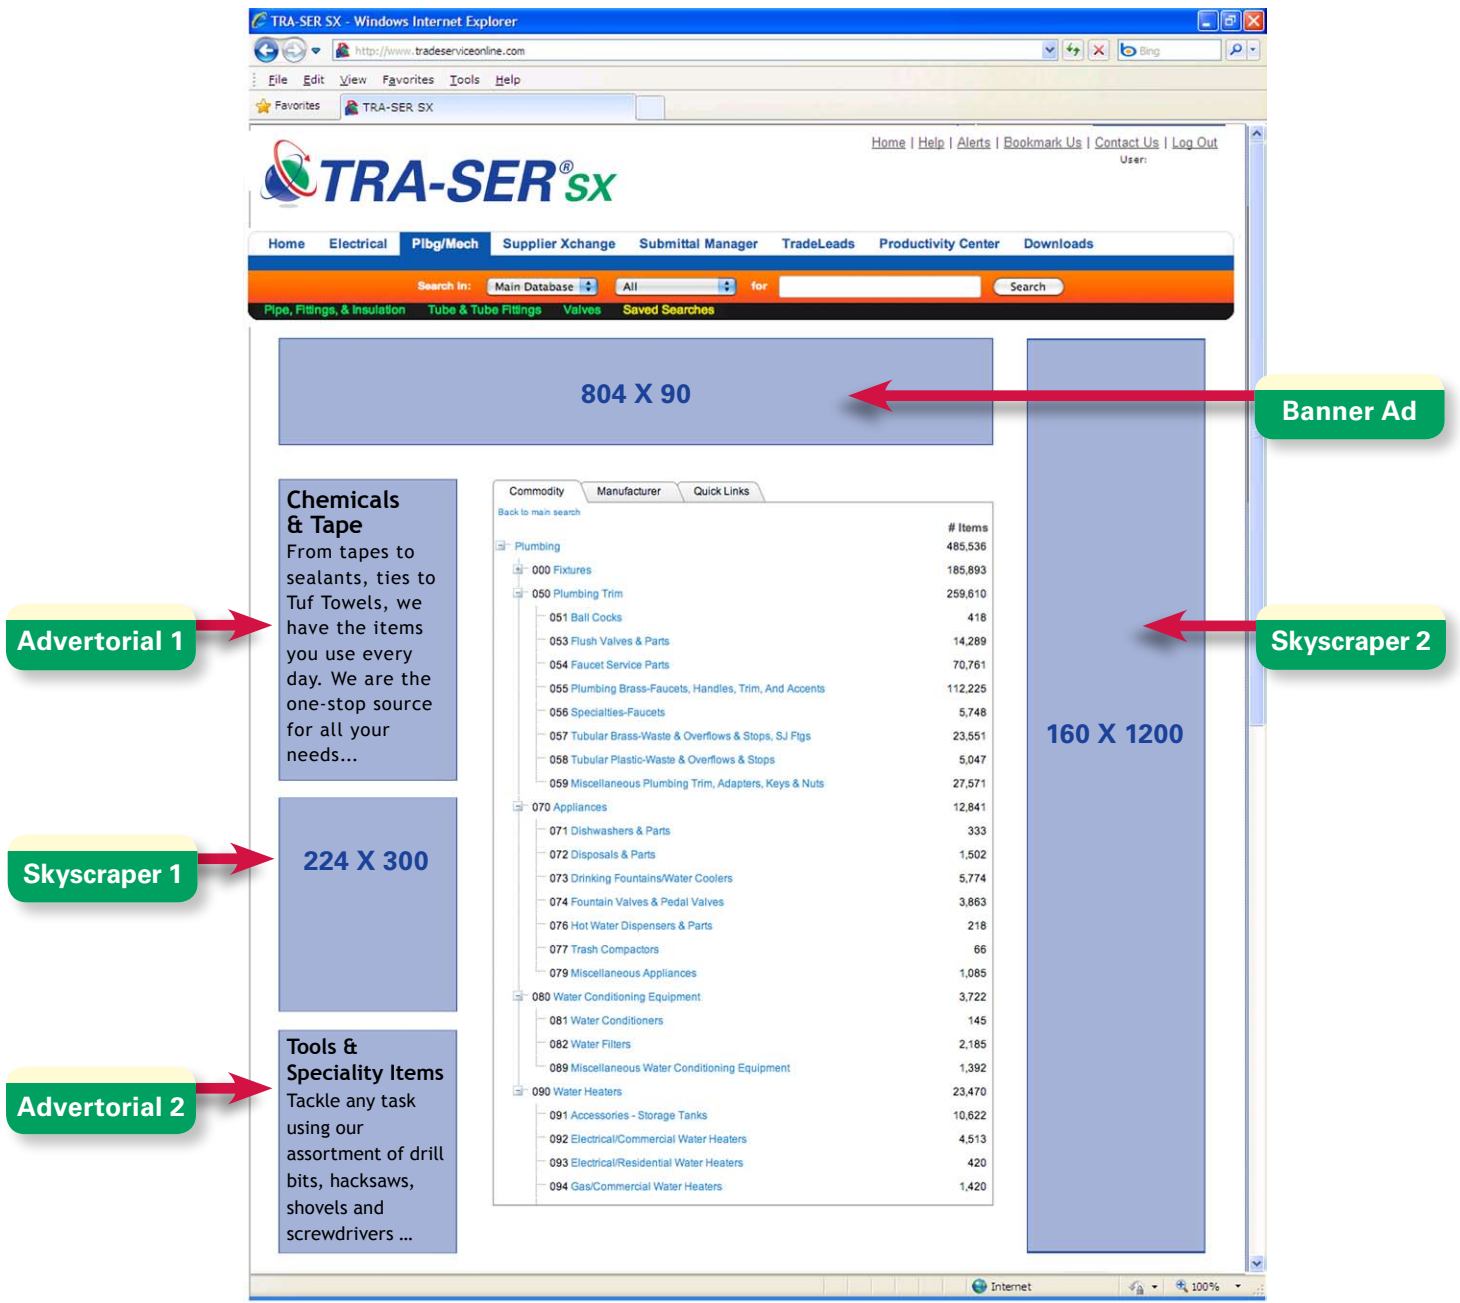 TRA-SER SX - Windows Internet Explorer
http://www.tradeserviceonline.com
Bing
File Edit View Favorites Tools Help
Favorites
TRA-SER SX
Home | Help | Alerts | Bookmark Us | Contact Us | Log Out
User:
TRA-SER® SX
Home Electrical Plbg/Mech Supplier Xchange Submittal Manager TradeLeads Productivity Center Downloads
Search in: Main Database All for Search
Pipe, Fittings, & Insulation Tube & Tube Fittings Valves Saved Searches
804 X 90
Banner Ad
Chemicals
& Tape
From tapes to
sealants, ties to
Tuf Towels, we
have the items
you use every
day. We are the
one-stop source
for all your
needs...
Advertorial 1
224 X 300
Skyscraper 1
Tools &
Speciality Items
Tackle any task
using our
assortment of drill
bits, hacksaws,
shovels and
screwdrivers ...
Advertorial 2
Commodity Manufacturer Quick Links
Back to main search
# Items
Plumbing 485,536
000 Fixtures 185,893
050 Plumbing Trim 259,610
051 Ball Cocks 418
053 Flush Valves & Parts 14,289
054 Faucet Service Parts 70,761
055 Plumbing Brass-Faucets, Handles, Trim, And Accents 112,225
056 Specialties-Faucets 5,748
057 Tubular Brass-Waste & Overflows & Stops, SJ Ftgs 23,551
058 Tubular Plastic-Waste & Overflows & Stops 5,047
059 Miscellaneous Plumbing Trim, Adapters, Keys & Nuts 27,571
070 Appliances 12,841
071 Dishwashers & Parts 333
072 Disposals & Parts 1,502
073 Drinking Fountains/Water Coolers 5,774
074 Fountain Valves & Pedal Valves 3,863
076 Hot Water Dispensers & Parts 218
077 Trash Compactors 66
079 Miscellaneous Appliances 1,085
080 Water Conditioning Equipment 3,722
081 Water Conditioners 145
082 Water Filters 2,185
089 Miscellaneous Water Conditioning Equipment 1,392
090 Water Heaters 23,470
091 Accessories - Storage Tanks 10,622
092 Electrical/Commercial Water Heaters 4,513
093 Electrical/Residential Water Heaters 420
094 Gas/Commercial Water Heaters 1,420
160 X 1200
Skyscraper 2
Internet
100%